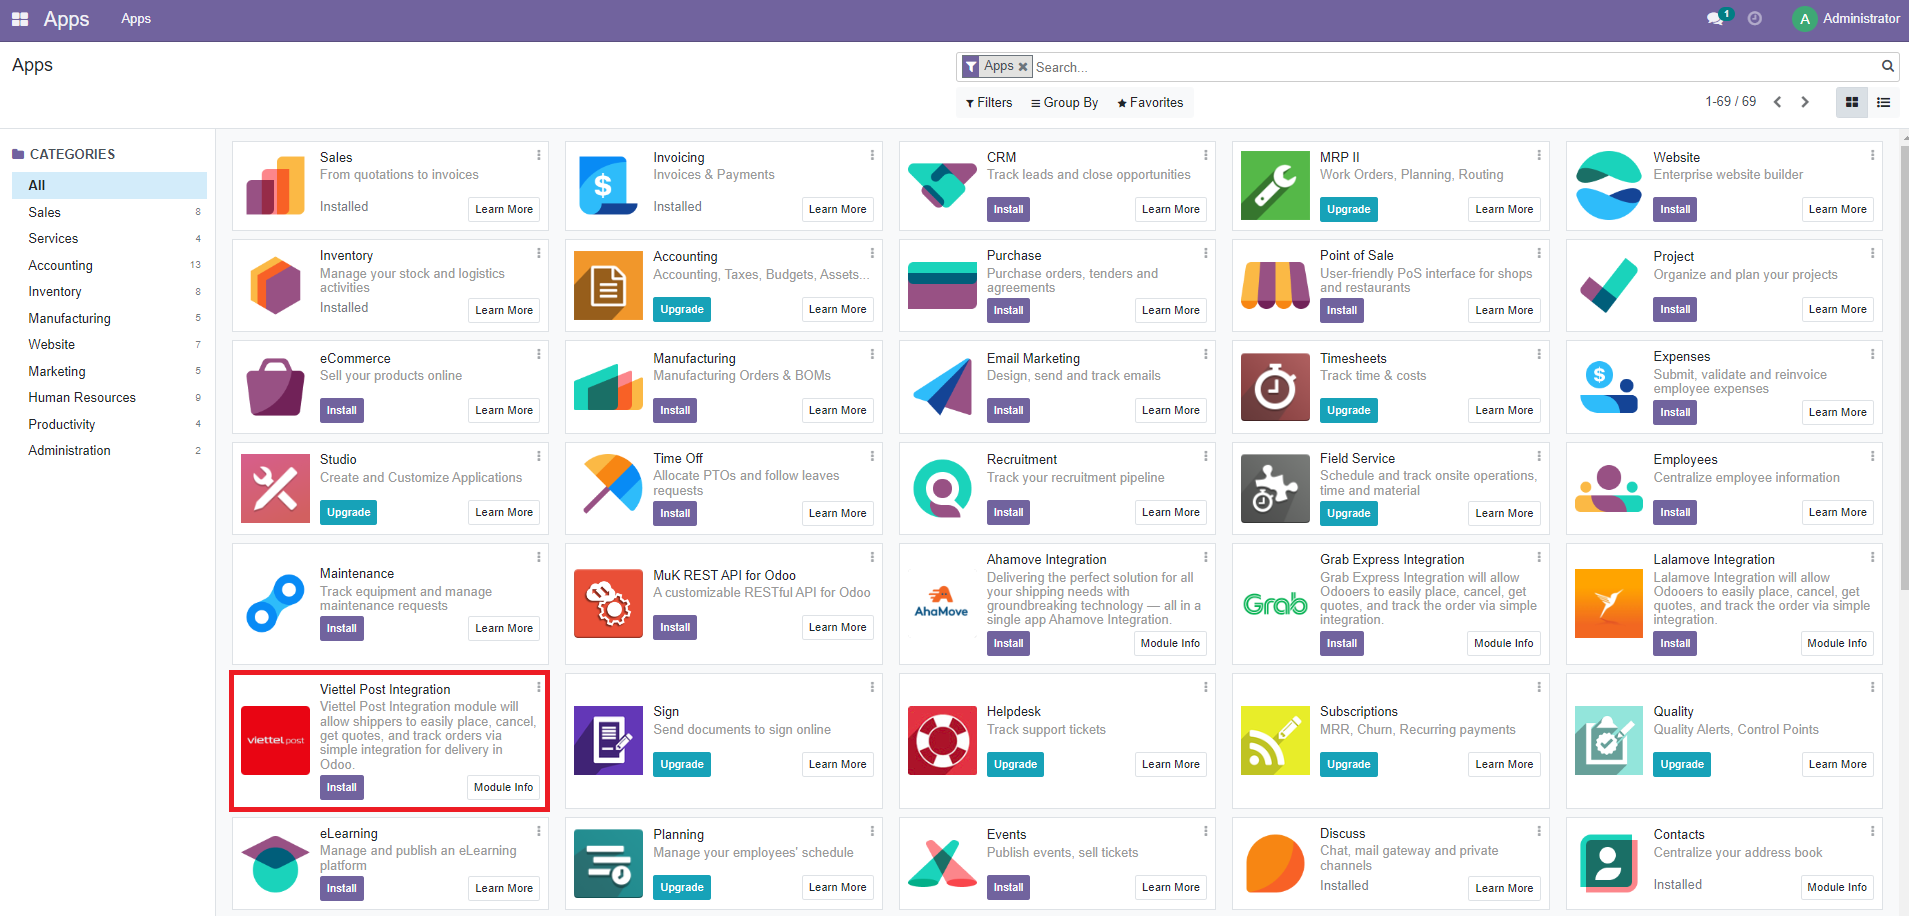 Apps
Apps
1
A
Administrator
Apps
Apps
Search...
Filters
Group By
Favorites
1-69 / 69
CATEGORIES
All
Sales 8
Services 4
Accounting 13
Inventory 8
Manufacturing 5
Website 7
Marketing 5
Human Resources 9
Productivity 4
Administration 2
Sales
From quotations to invoices
Installed
Learn More
Invoicing
Invoices & Payments
Installed
Learn More
CRM
Track leads and close opportunities
Install
Learn More
MRP II
Work Orders, Planning, Routing
Upgrade
Learn More
Website
Enterprise website builder
Install
Learn More
Inventory
Manage your stock and logistics
activities
Installed
Learn More
Accounting
Accounting, Taxes, Budgets, Assets...
Upgrade
Learn More
Purchase
Purchase orders, tenders and
agreements
Install
Learn More
Point of Sale
User-friendly PoS interface for shops
and restaurants
Install
Learn More
Project
Organize and plan your projects
Install
Learn More
eCommerce
Sell your products online
Install
Learn More
Manufacturing
Manufacturing Orders & BOMs
Install
Learn More
Email Marketing
Design, send and track emails
Install
Learn More
Timesheets
Track time & costs
Upgrade
Learn More
Expenses
Submit, validate and reinvoice
employee expenses
Install
Learn More
Studio
Create and Customize Applications
Upgrade
Learn More
Time Off
Allocate PTOs and follow leaves
requests
Install
Learn More
Recruitment
Track your recruitment pipeline
Install
Learn More
Field Service
Schedule and track onsite operations,
time and material
Upgrade
Learn More
Employees
Centralize employee information
Install
Learn More
Maintenance
Track equipment and manage
maintenance requests
Install
Learn More
MuK REST API for Odoo
A customizable RESTful API for Odoo
Install
Learn More
AhaMove
Ahamove Integration
Delivering the perfect solution for all
your shipping needs with
groundbreaking technology — all in a
single app Ahamove Integration.
Install
Module Info
Grab
Grab Express Integration
Grab Express Integration will allow
Odooers to easily place, cancel, get
quotes, and track the order via simple
integration.
Install
Module Info
Lalamove Integration
Lalamove Integration will allow
Odooers to easily place, cancel, get
quotes, and track the order via simple
integration.
Install
Module Info
viettel post
Viettel Post Integration
Viettel Post Integration module will
allow shippers to easily place, cancel,
get quotes, and track orders via
simple integration for delivery in
Odoo.
Install
Module Info
Sign
Send documents to sign online
Upgrade
Learn More
Helpdesk
Track support tickets
Upgrade
Learn More
Subscriptions
MRR, Churn, Recurring payments
Upgrade
Learn More
Quality
Quality Alerts, Control Points
Upgrade
Learn More
eLearning
Manage and publish an eLearning
platform
Install
Learn More
Planning
Manage your employees' schedule
Upgrade
Learn More
Events
Publish events, sell tickets
Install
Learn More
Discuss
Chat, mail gateway and private
channels
Installed
Learn More
Contacts
Centralize your address book
Installed
Module Info